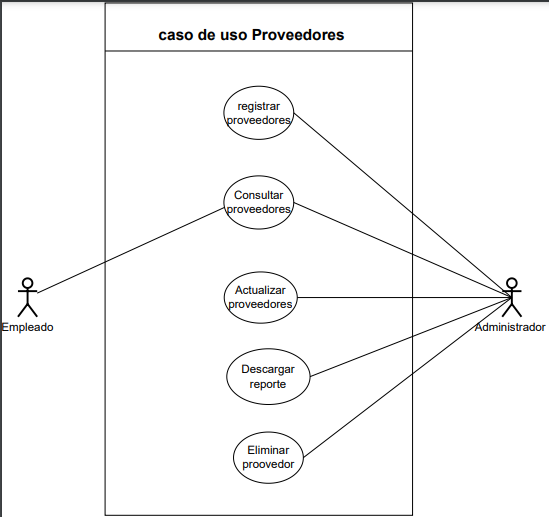 caso de uso Proveedores
registrar
proveedores
Consultar
proveedores
Actualizar
proveedores
Empleado
Administrador
Descargar
reporte
Eliminar
proovedor